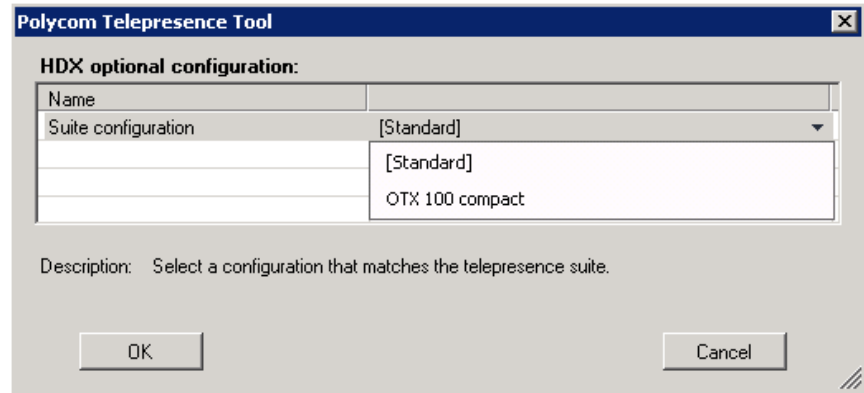 Polycom Telepresence Tool
HDX optional configuration:
Name
Suite configuration [Standard]
[Standard]
OTX 100 compact
Description: Select a configuration that matches the telepresence suite.
OK Cancel